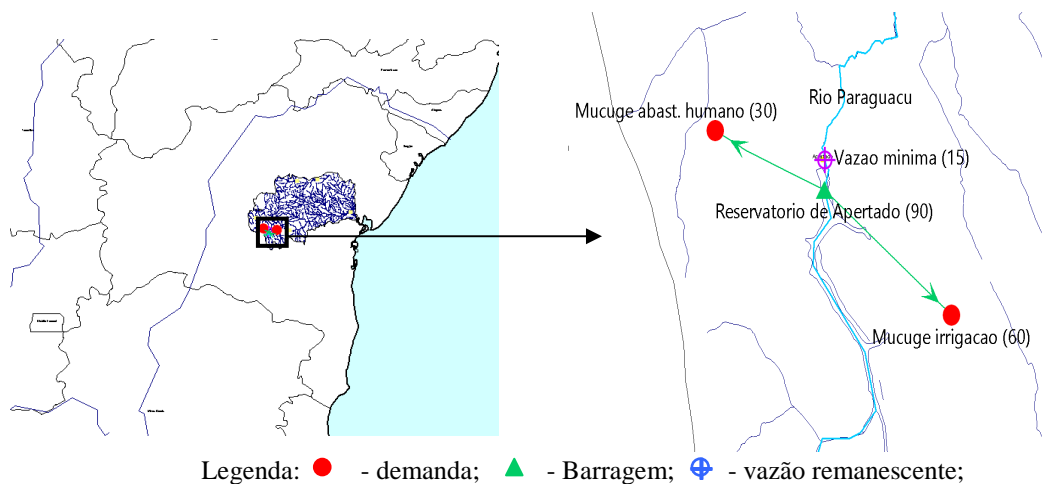 Rio Paraguacu
Mucuge abast. humano (30)
Vazao minima (15)
Reservatorio de Apertado (90)
Mucuge irrigacao (60)
Legenda: - demanda; - Barragem; - vazão remanescente;